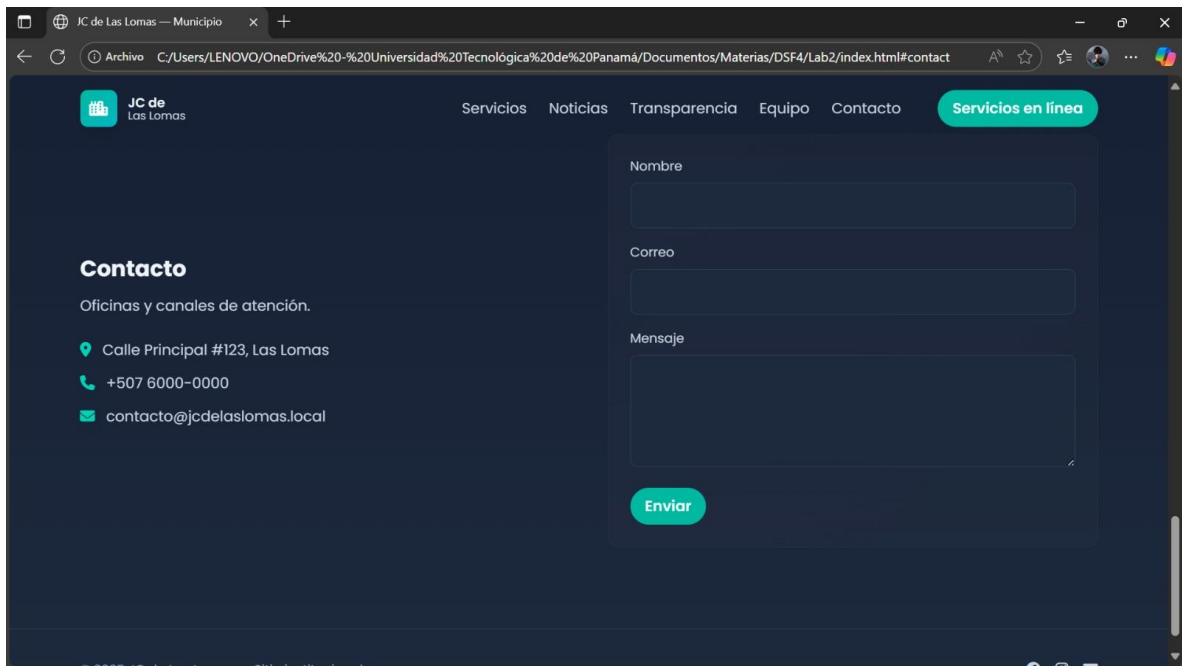 JC de Las Lomas — Municipio
Archivo C:/Users/LENOVO/OneDrive%20-%20Universidad%20Tecnológica%20de%20Panamá/Documentos/Materias/DSF4/Lab2/index.html#contact
JC de
Las Lomas
Servicios Noticias Transparencia Equipo Contacto Servicios en línea
Nombre
Correo
Contacto
Oficinas y canales de atención.
Mensaje
Calle Principal #123, Las Lomas
+507 6000-0000
contacto@jcdelaslomas.local
Enviar